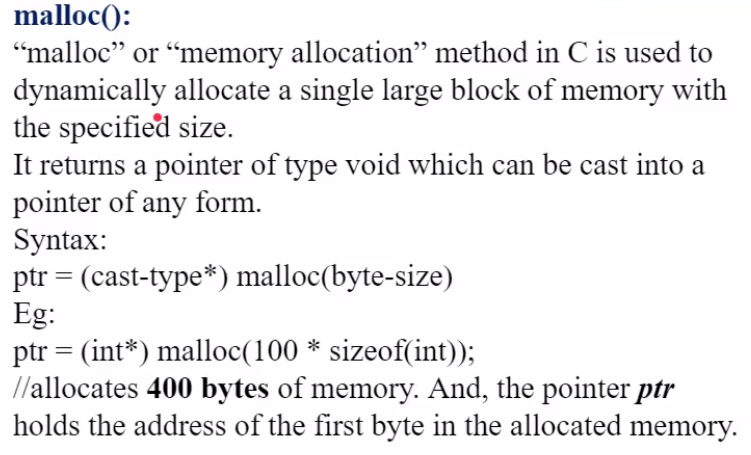 malloc():
“malloc” or “memory allocation” method in C is used to
dynamically allocate a single large block of memory with
the specified size.
It returns a pointer of type void which can be cast into a
pointer of any form.
Syntax:
ptr = (cast-type*) malloc(byte-size)
Eg:
ptr = (int*) malloc(100 * sizeof(int));
//allocates 400 bytes of memory. And, the pointer ptr
holds the address of the first byte in the allocated memory.